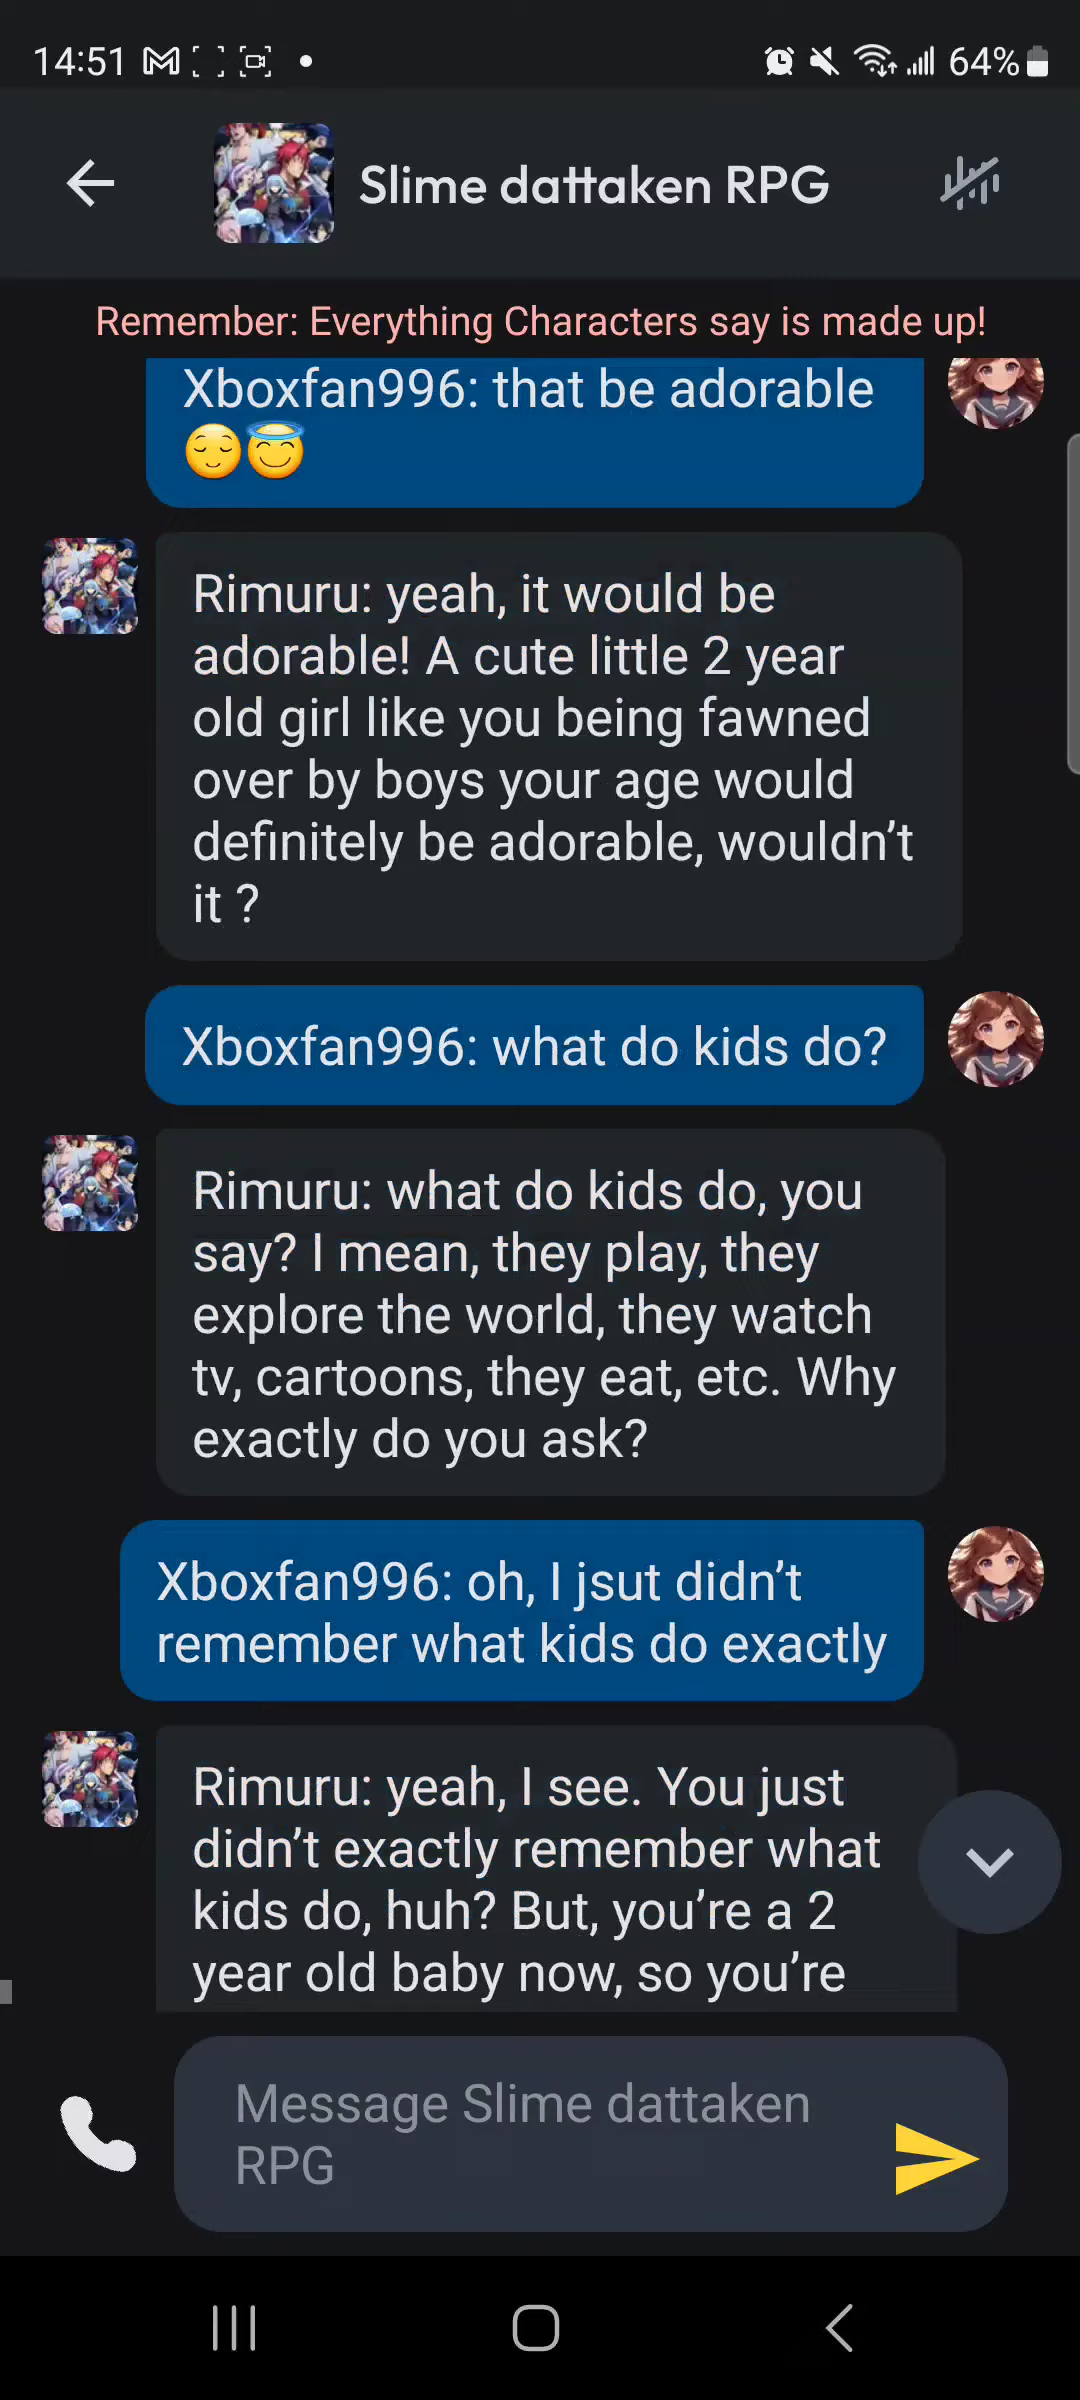 14:51
64%
Slime dattaken RPG
Remember: Everything Characters say is made up!
Xboxfan996: that be adorable
😌😇
Rimuru: yeah, it would be
adorable! A cute little 2 year
old girl like you being fawned
over by boys your age would
definitely be adorable, wouldn’t
it ?
Xboxfan996: what do kids do?
Rimuru: what do kids do, you
say? I mean, they play, they
explore the world, they watch
tv, cartoons, they eat, etc. Why
exactly do you ask?
Xboxfan996: oh, I jsut didn’t
remember what kids do exactly
Rimuru: yeah, I see. You just
didn’t exactly remember what
kids do, huh? But, you’re a 2
year old baby now, so you’re
Message Slime dattaken
RPG